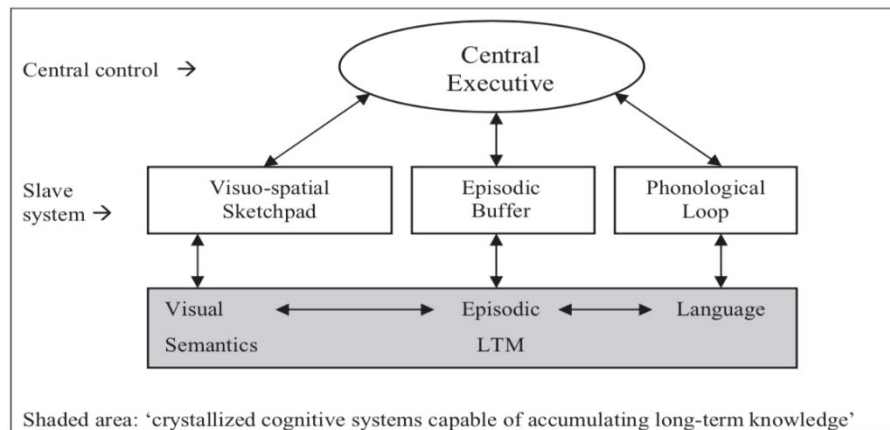 Central control →
Central
Executive
Slave
system →
Visuo-spatial
Sketchpad
Episodic
Buffer
Phonological
Loop
Visual
Semantics
Episodic
LTM
Language
Shaded area: ‘crystallized cognitive systems capable of accumulating long-term knowledge’